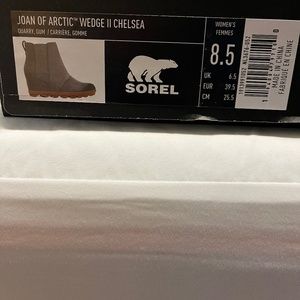 JOAN OF ARCTIC™ WEDGE II CHELSEA
QUARRY, GUM / CARRIÈRE, GOMME
SOREL
WOMEN'S
FEMMES
8.5
UK 6.5
EUR 39.5
CM 25.5
B
MADE IN CHINA
FABRIQUÉ EN CHINE